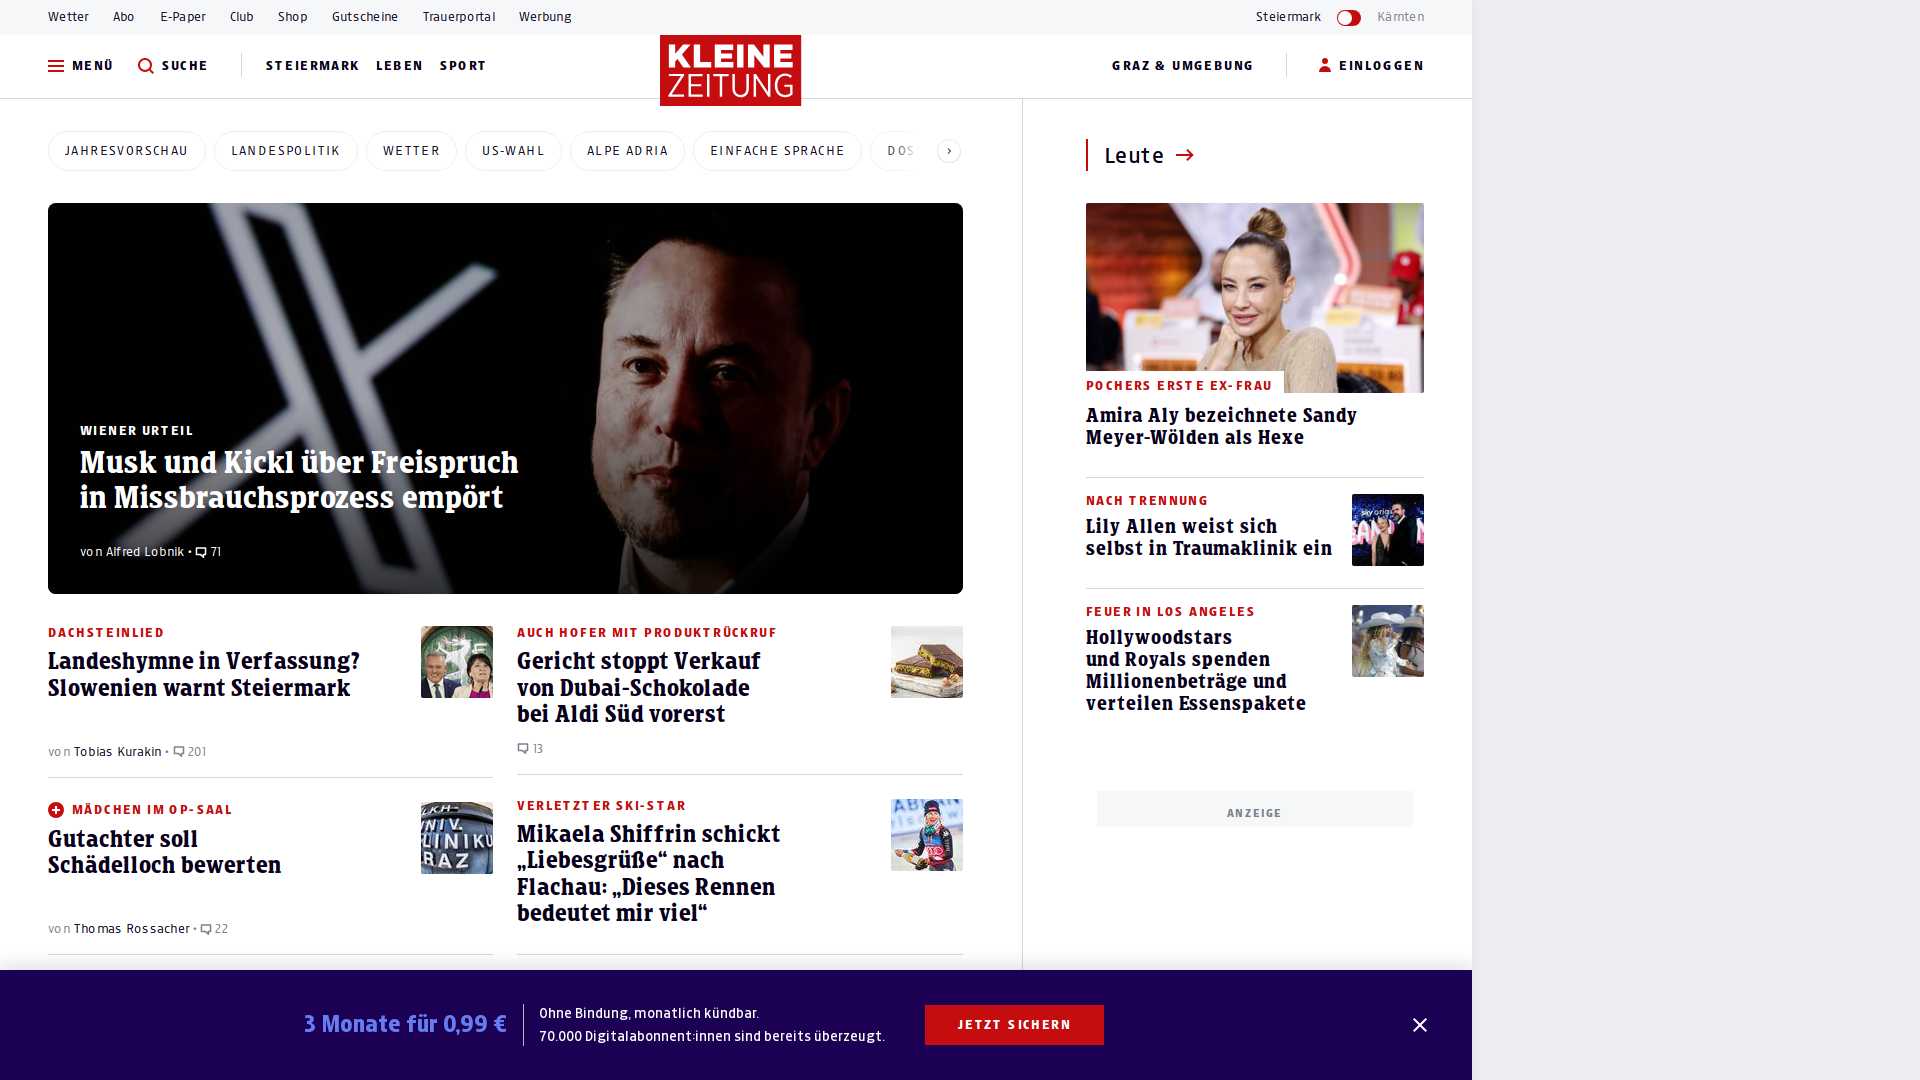 Wetter Abo E-Paper Club Shop Gutscheine Trauerportal Werbung Steiermark Kärnten
MENÜ SUCHE STEIERMARK LEBEN SPORT KLEINE ZEITUNG GRAZ & UMGEBUNG EINLOGGEN
JAHRESVORSCHAU LANDESPOLITIK WETTER US-WAHL ALPE ADRIA EINFACHE SPRACHE DOS
WIENER URTEIL
Musk und Kickl über Freispruch
in Missbrauchsprozess empört
von Alfred Lobnik • 71
DACHSTEINLIED
Landeshymne in Verfassung?
Slowenien warnt Steiermark
von Tobias Kurakin • 201
AUCH HOFER MIT PRODUKTRÜCKRUF
Gericht stoppt Verkauf
von Dubai-Schokolade
bei Aldi Süd vorerst
13
MÄDCHEN IM OP-SAAL
Gutachter soll
Schädelloch bewerten
von Thomas Rossacher • 22
VERLETZTER SKI-STAR
Mikaela Shiffrin schickt
„Liebesgrüße“ nach
Flachau: „Dieses Rennen
bedeutet mir viel“
Leute
POCHERS ERSTE EX-FRAU
Amira Aly bezeichnete Sandy
Meyer-Wölden als Hexe
NACH TRENNUNG
Lily Allen weist sich
selbst in Traumaklinik ein
FEUER IN LOS ANGELES
Hollywoodstars
und Royals spenden
Millionenbeträge und
verteilen Essenspakete
ANZEIGE
3 Monate für 0,99 €
Ohne Bindung, monatlich kündbar.
70.000 Digitalabonnent:innen sind bereits überzeugt.
JETZT SICHERN